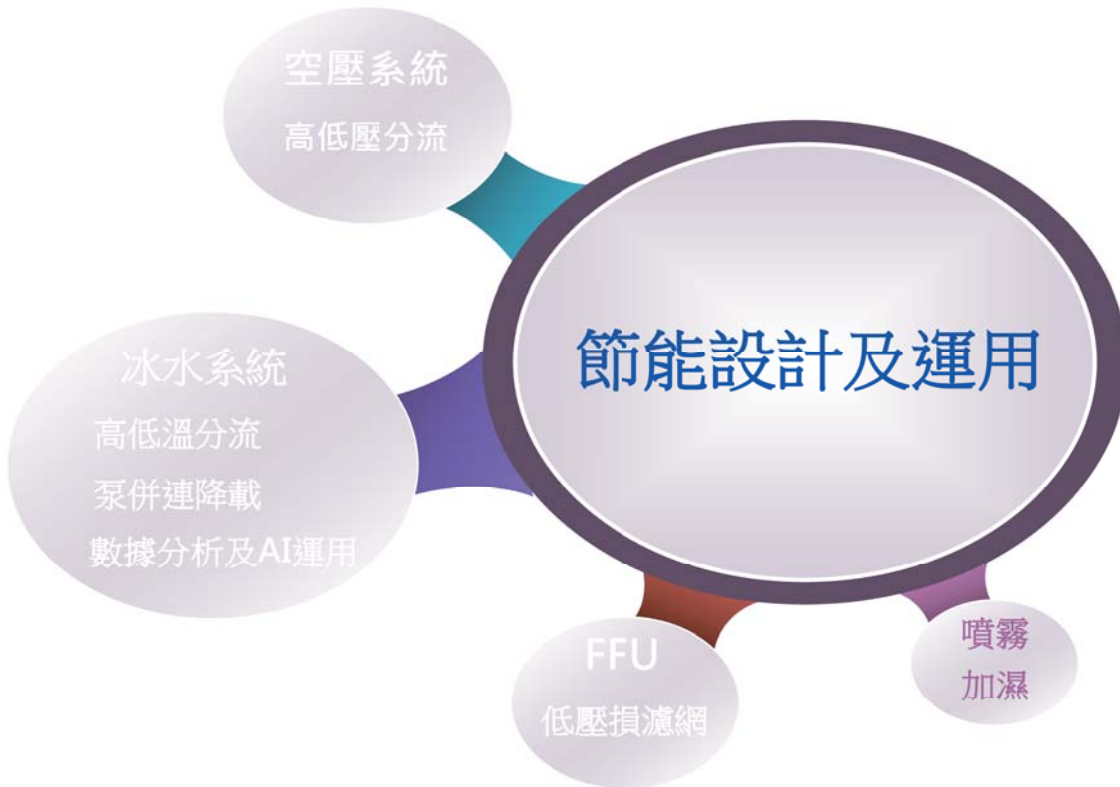 空壓系統
高低壓分流
節能設計及運用
冰水系統
高低溫分流
泵併連降載
數據分析及AI運用
FFU
低壓損濾網
噴霧
加濕